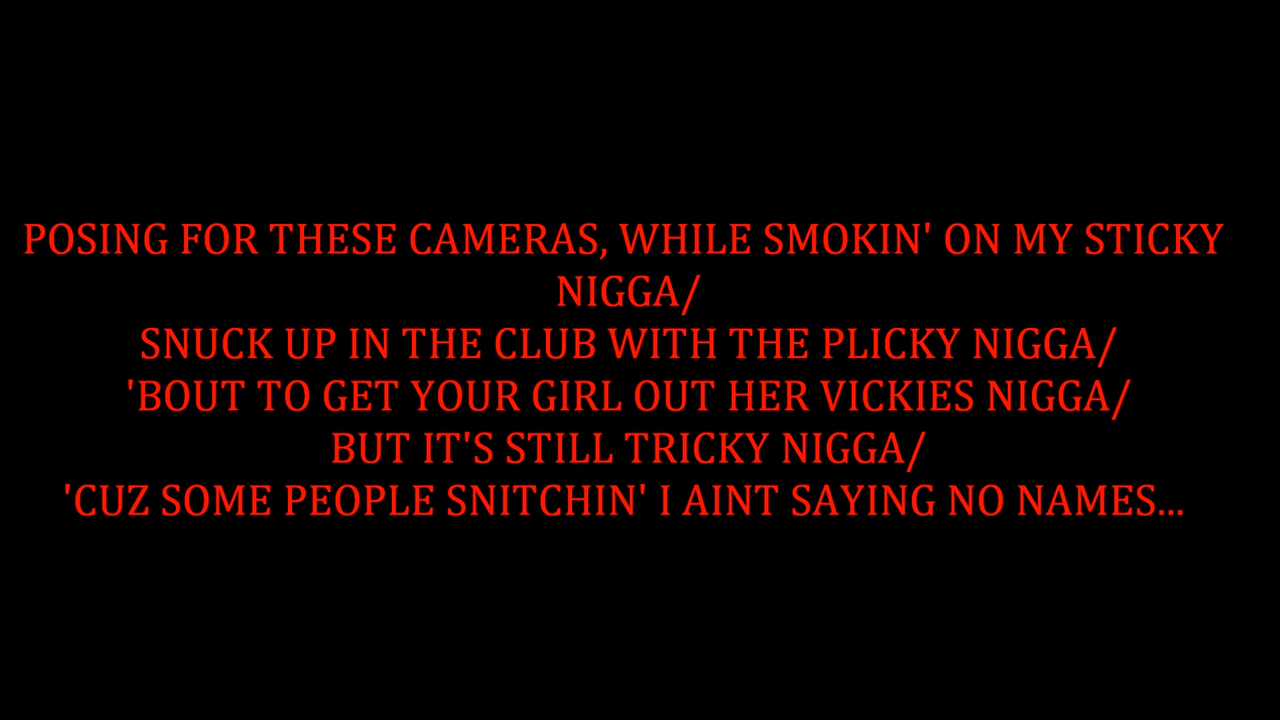 POSING FOR THESE CAMERAS, WHILE SMOKIN' ON MY STICKY
NIGGA/
SNUCK UP IN THE CLUB WITH THE PLICKY NIGGA/
'BOUT TO GET YOUR GIRL OUT HER VICKIES NIGGA/
BUT IT'S STILL TRICKY NIGGA/
'CUZ SOME PEOPLE SNITCHIN' I AINT SAYING NO NAMES...